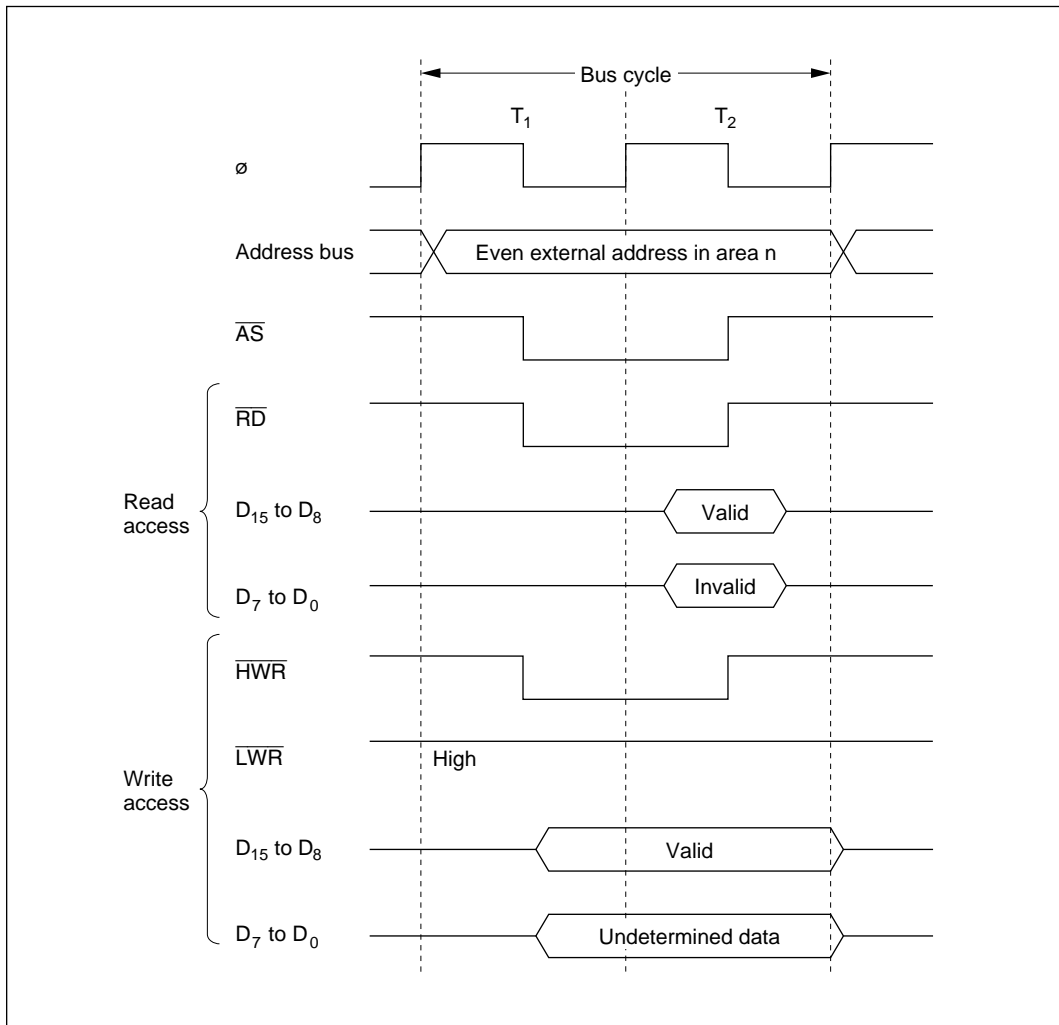 Bus cycle
T1 T2
ø
Address bus Even external address in area n
AS
RD
Read access
D15 to D8 Valid
D7 to D0 Invalid
HWR
LWR High
Write access
D15 to D8 Valid
D7 to D0 Undetermined data